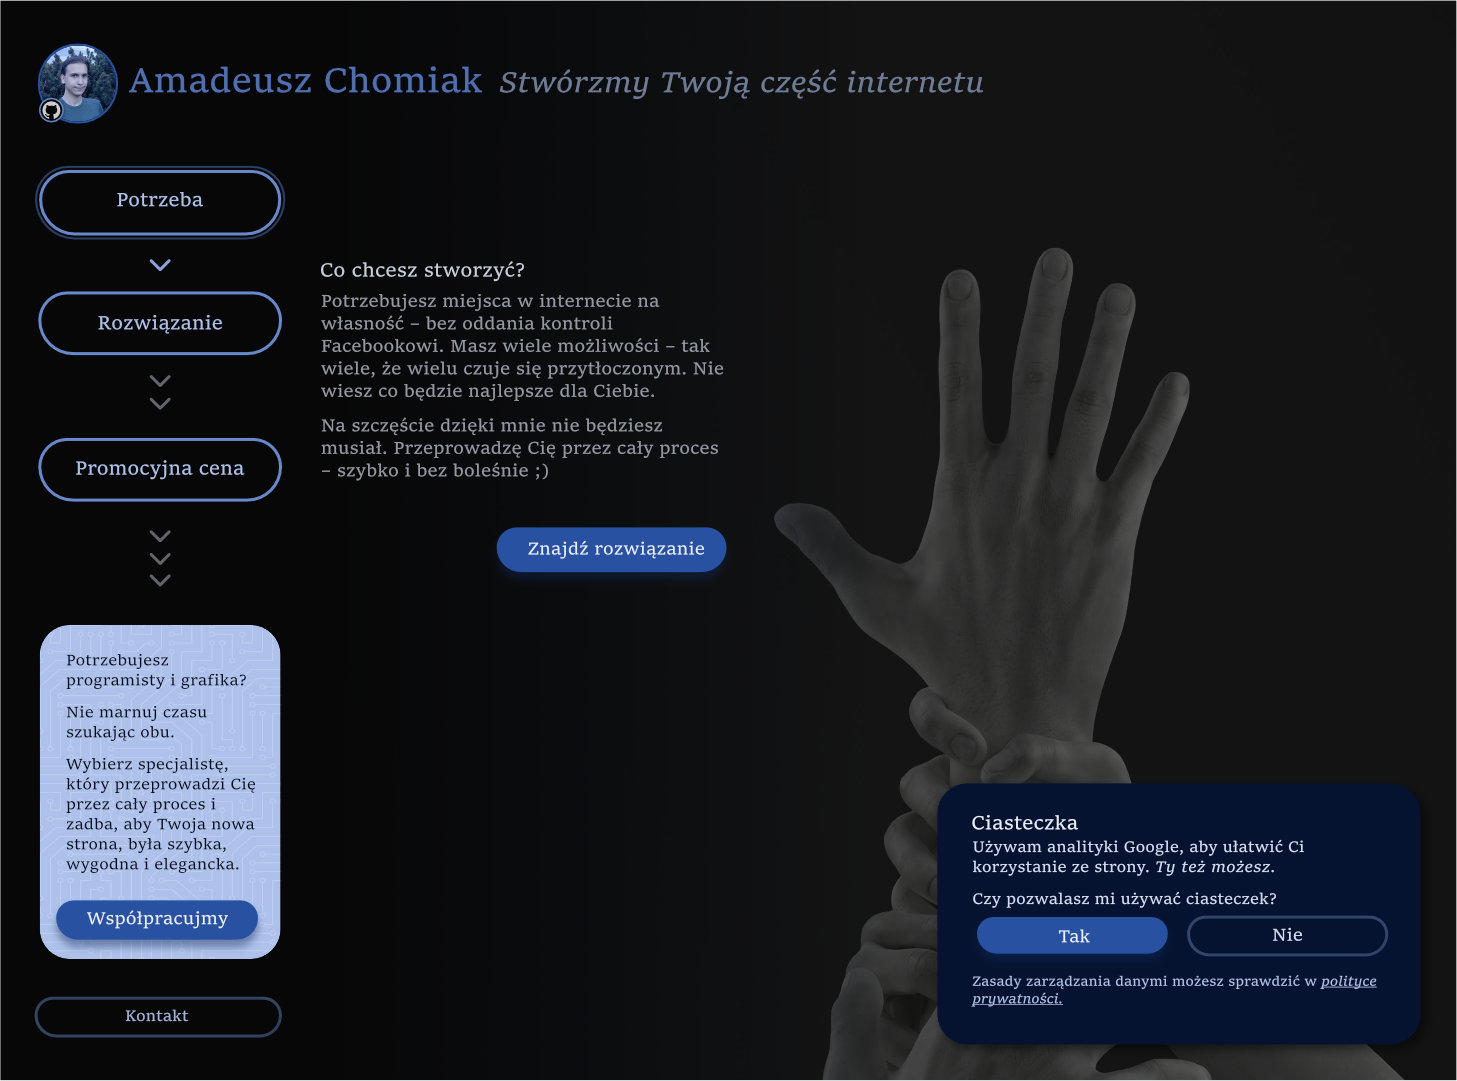 Amadeusz Chomiak Stwórzmy Twoją część internetu
Potrzeba
Rozwiązanie
Promocyjna cena
Co chcesz stworzyć?
Potrzebujesz miejsca w internecie na
własność – bez oddania kontroli
Facebookowi. Masz wiele możliwości – tak
wiele, że wielu czuje się przytłoczonym. Nie
wiesz co będzie najlepsze dla Ciebie.
Na szczęście dzięki mnie nie będziesz
musiał. Przeprowadzę Cię przez cały proces
– szybko i bez boleśnie ;)
Znajdź rozwiązanie
Potrzebujesz
programisty i grafika?
Nie marnuj czasu
szukając obu.
Wybierz specjalistę,
który przeprowadzi Cię
przez cały proces i
zadba, aby Twoja nowa
strona, była szybka,
wygodna i elegancka.
Współpracujmy
Kontakt
Ciasteczka
Używam analityki Google, aby ułatwić Ci
korzystanie ze strony. Ty też możesz.
Czy pozwalasz mi używać ciasteczek?
Tak
Nie
Zasady zarządzania danymi możesz sprawdzić w polityce
prywatności.